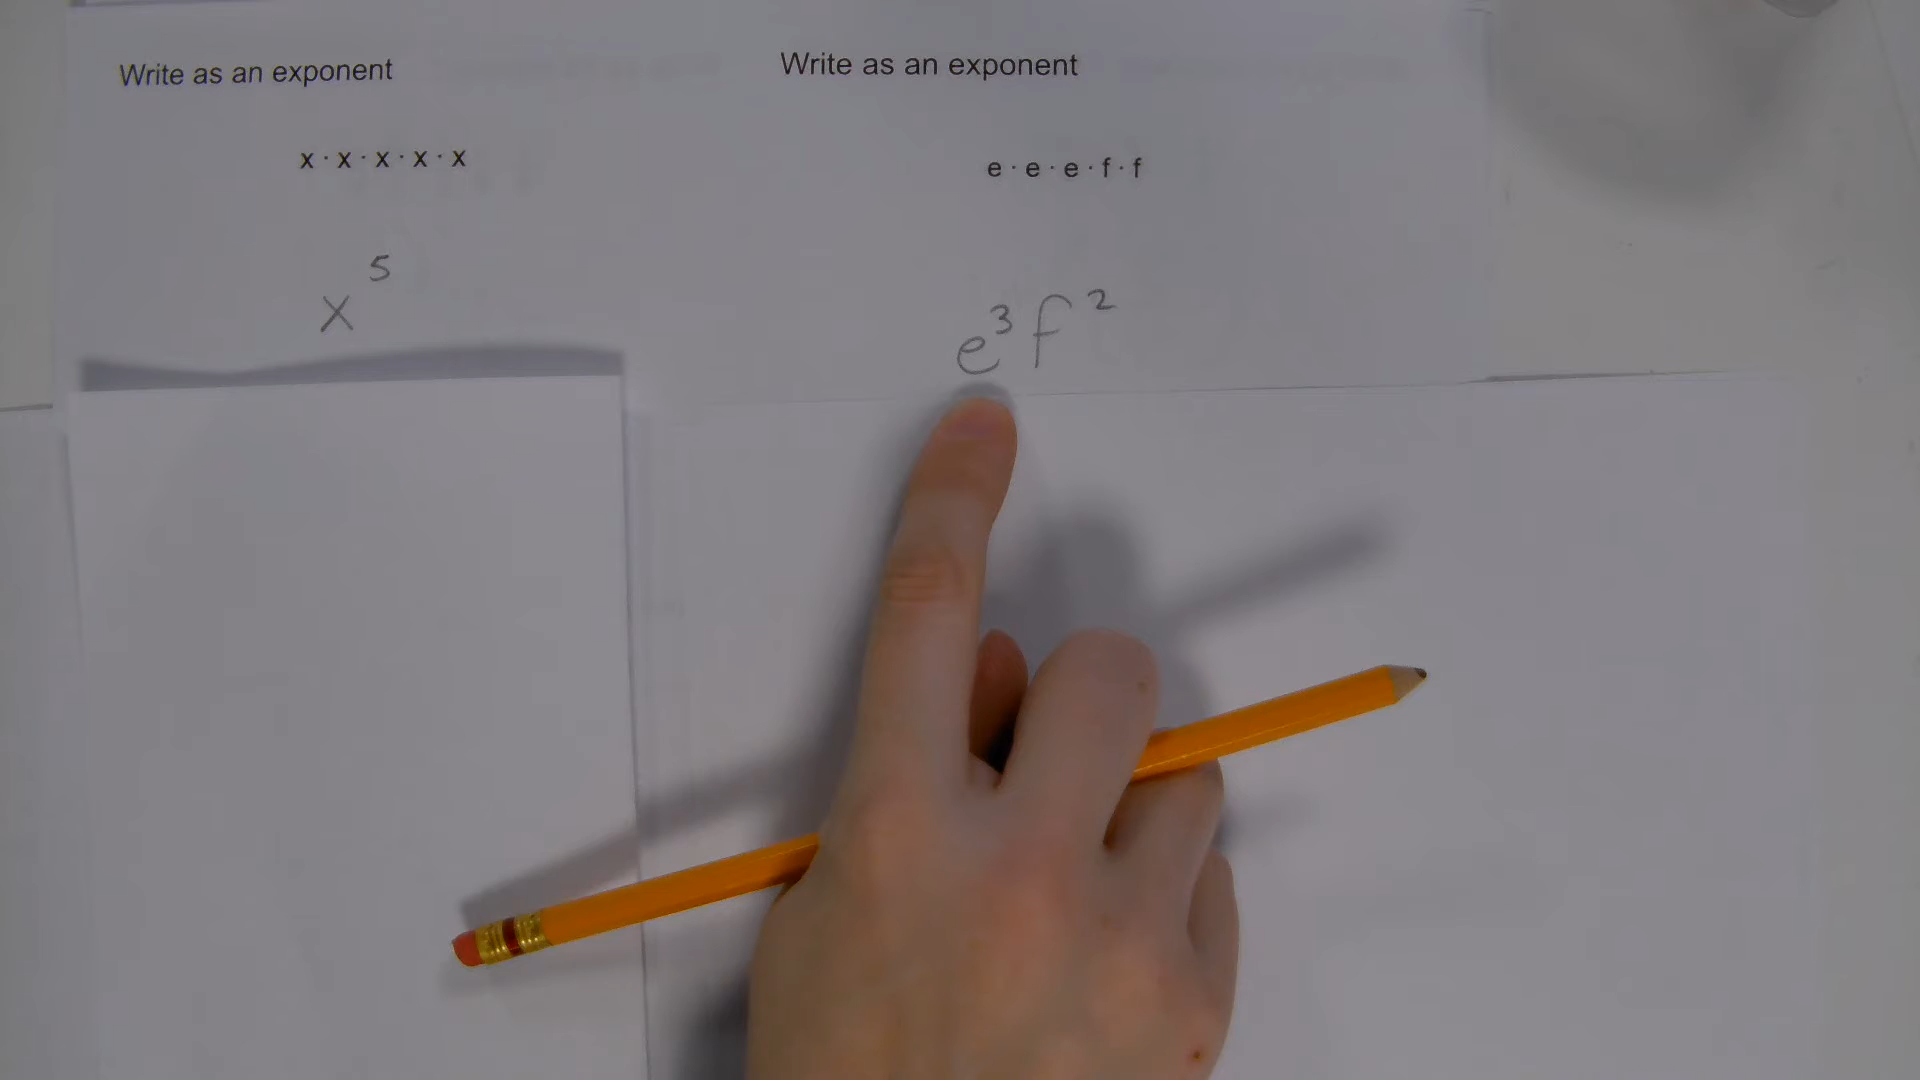 Write as an exponent
x · x · x · x · x
x⁵
Write as an exponent
e · e · e · f · f
e³f²